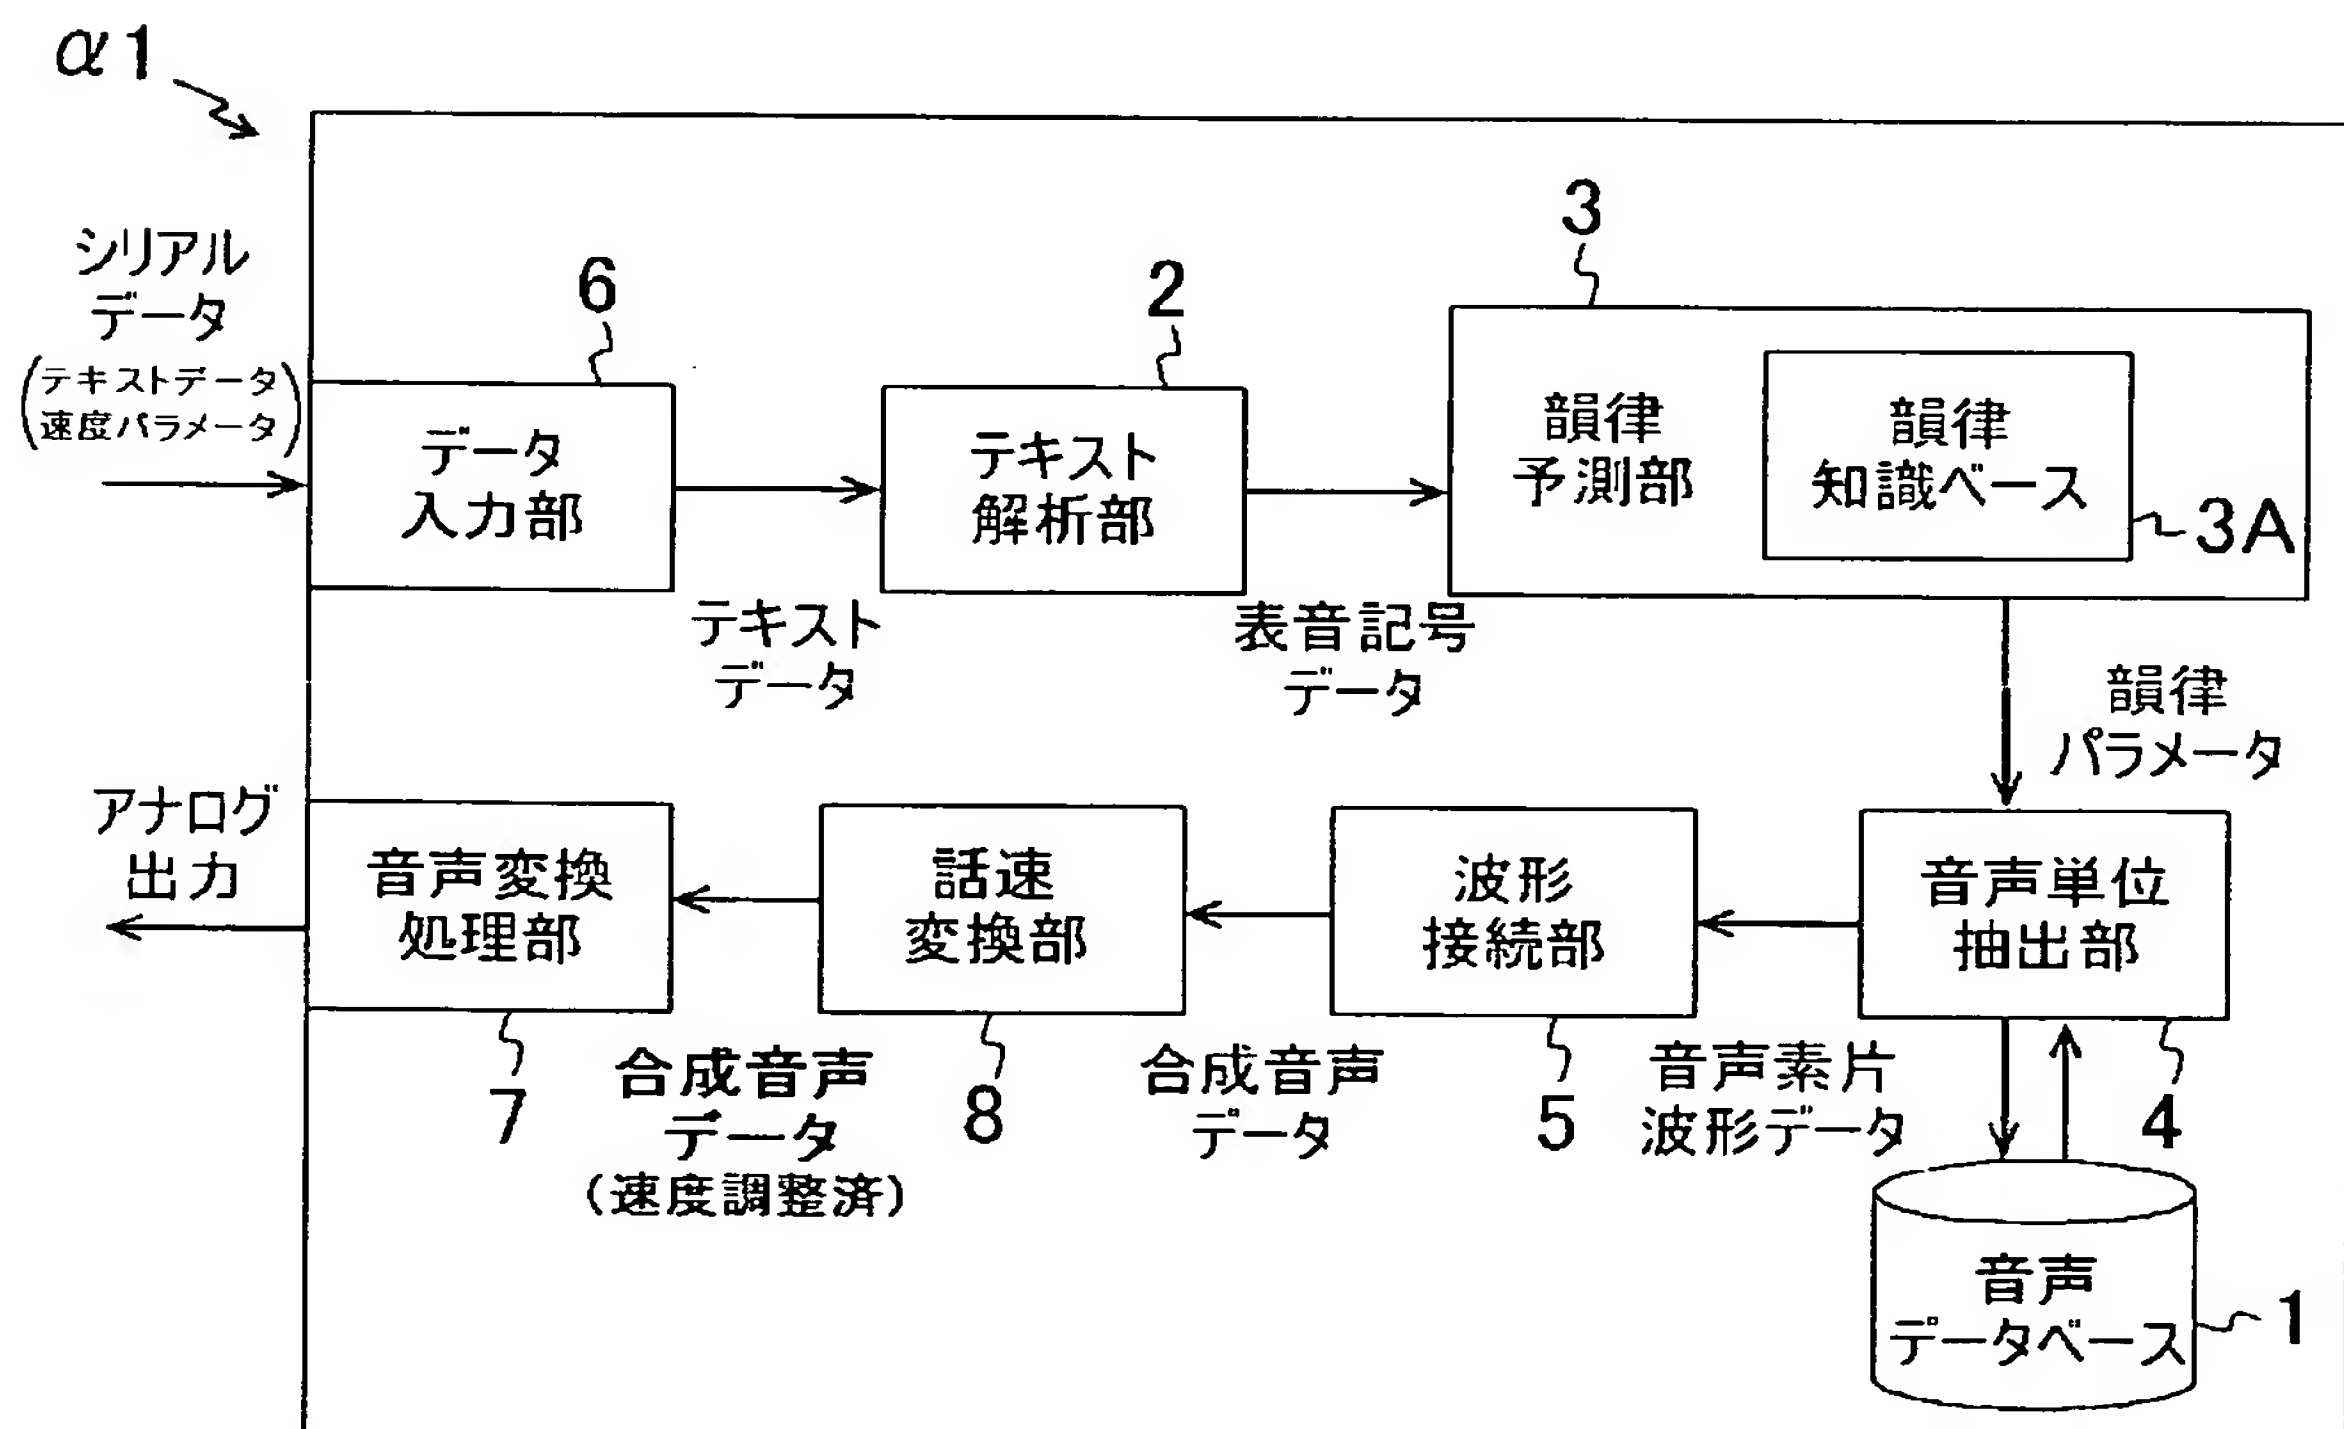 α1
シリアル
データ
(テキストデータ
速度パラメータ)
6
データ
入力部
テキスト
データ
2
テキスト
解析部
表音記号
データ
3
韻律
予測部
韻律
知識ベース
3A
韻律
パラメータ
音声単位
抽出部
4
音声
データベース
1
音声素片
波形データ
波形
接続部
5
合成音声
データ
話速
変換部
8
合成音声
データ
(速度調整済)
音声変換
処理部
7
アナログ
出力